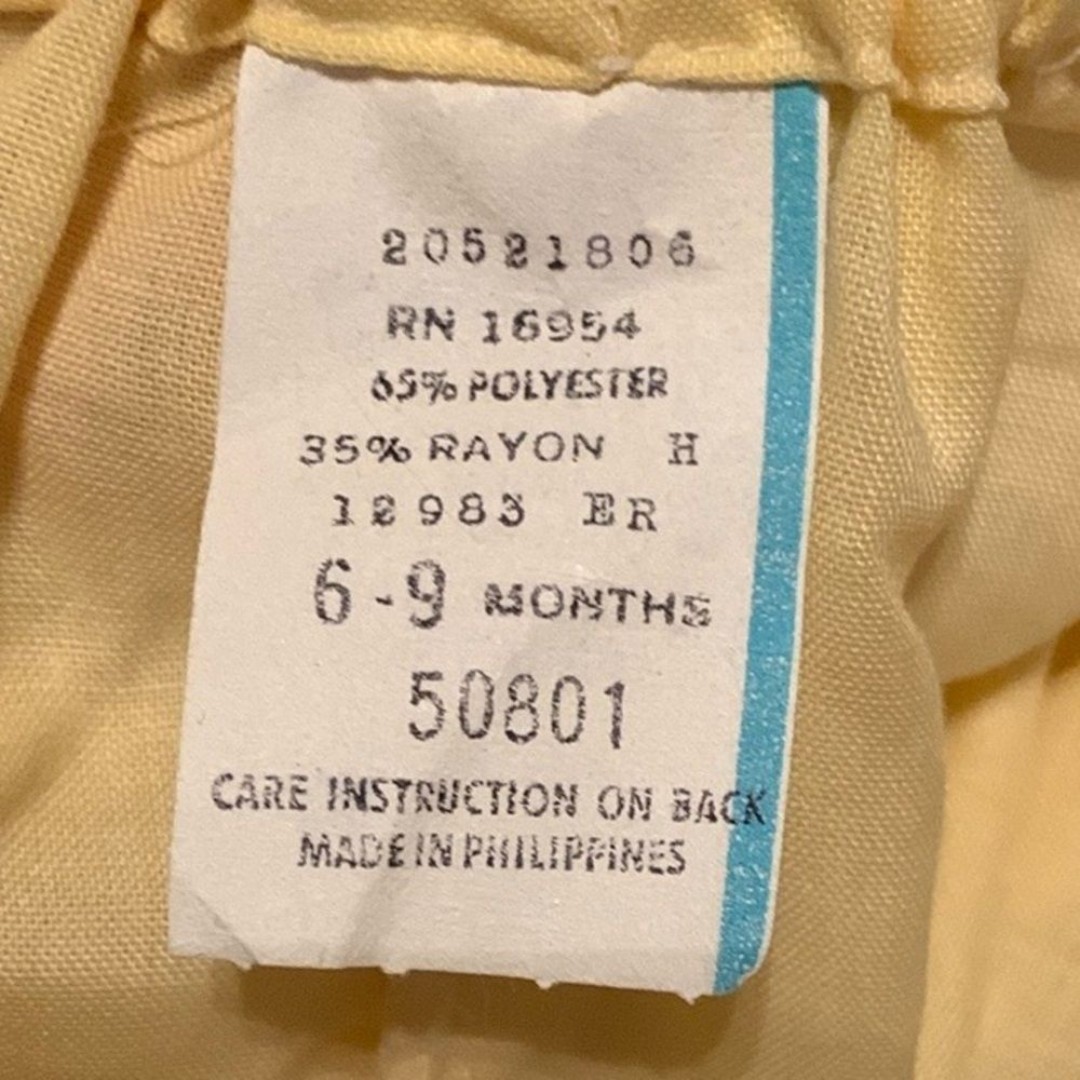 20521806
RN 16954
65% POLYESTER
35% RAYON H
12983 ER
6-9 MONTHS
50801
CARE INSTRUCTION ON BACK
MADE IN PHILIPPINES